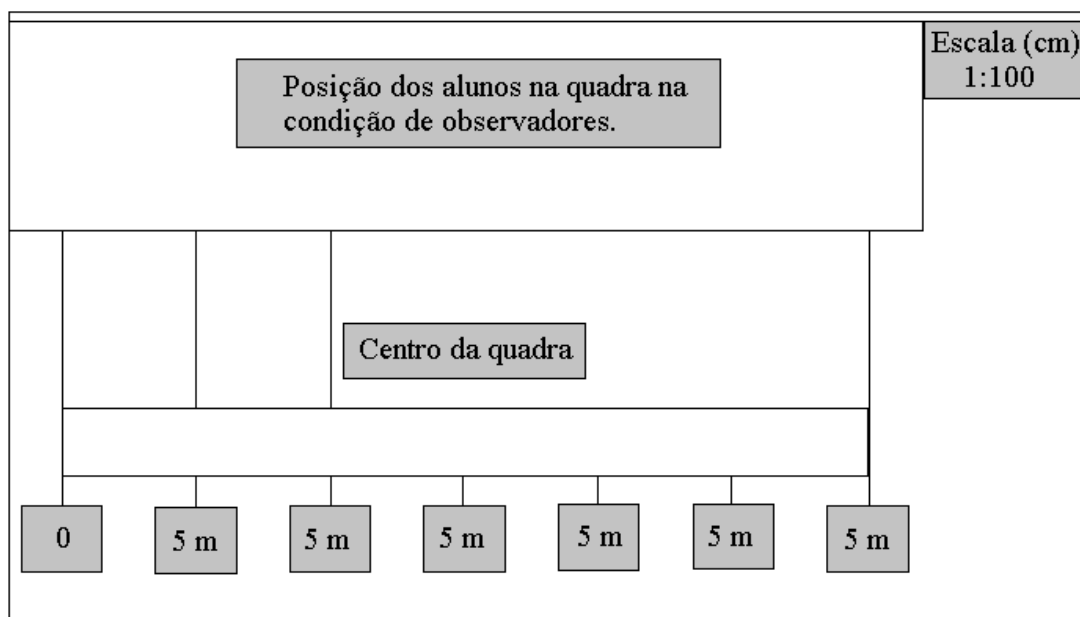 Escala (cm)
1:100
Posição dos alunos na quadra na
condição de observadores.
Centro da quadra
0
5 m
5 m
5 m
5 m
5 m
5 m